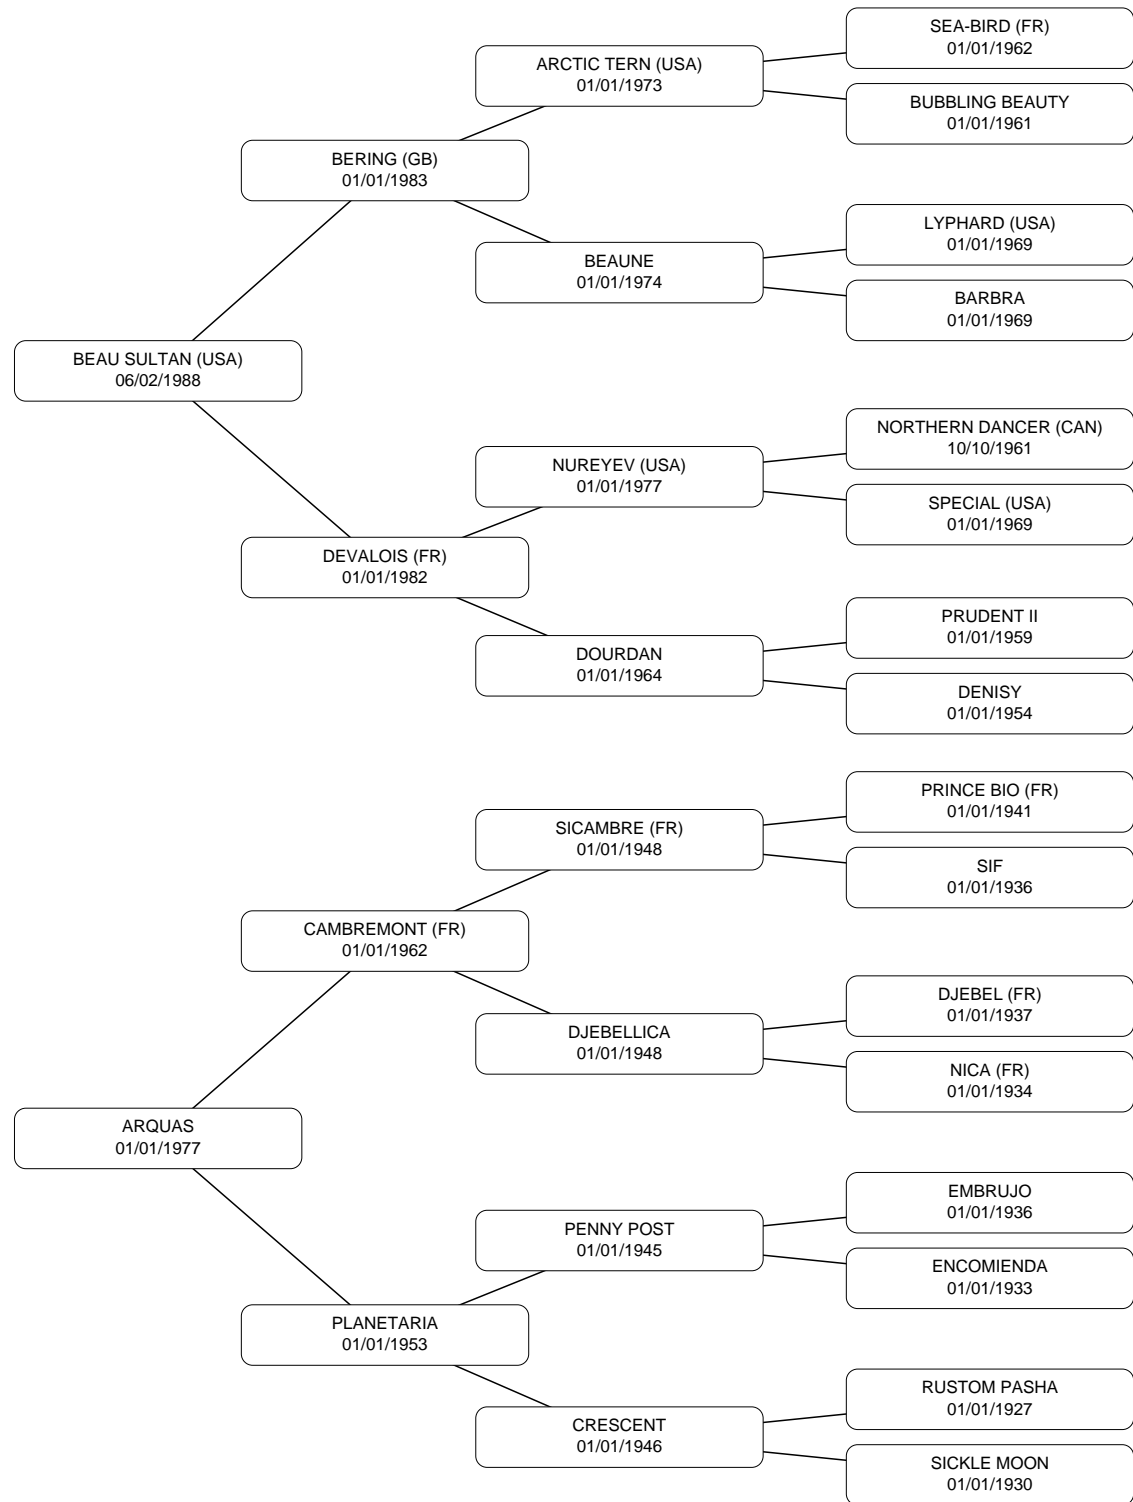 SEA-BIRD (FR)
01/01/1962
ARCTIC TERN (USA)
01/01/1973
BUBBLING BEAUTY
01/01/1961
BERING (GB)
01/01/1983
LYPHARD (USA)
01/01/1969
BEAUNE
01/01/1974
BARBRA
01/01/1969
BEAU SULTAN (USA)
06/02/1988
NORTHERN DANCER (CAN)
10/10/1961
NUREYEV (USA)
01/01/1977
SPECIAL (USA)
01/01/1969
DEVALOIS (FR)
01/01/1982
PRUDENT II
01/01/1959
DOURDAN
01/01/1964
DENISY
01/01/1954
PRINCE BIO (FR)
01/01/1941
SICAMBRE (FR)
01/01/1948
SIF
01/01/1936
CAMBREMONT (FR)
01/01/1962
DJEBEL (FR)
01/01/1937
DJEBELLICA
01/01/1948
NICA (FR)
01/01/1934
ARQUAS
01/01/1977
EMBRUJO
01/01/1936
PENNY POST
01/01/1945
ENCOMIENDA
01/01/1933
PLANETARIA
01/01/1953
RUSTOM PASHA
01/01/1927
CRESCENT
01/01/1946
SICKLE MOON
01/01/1930